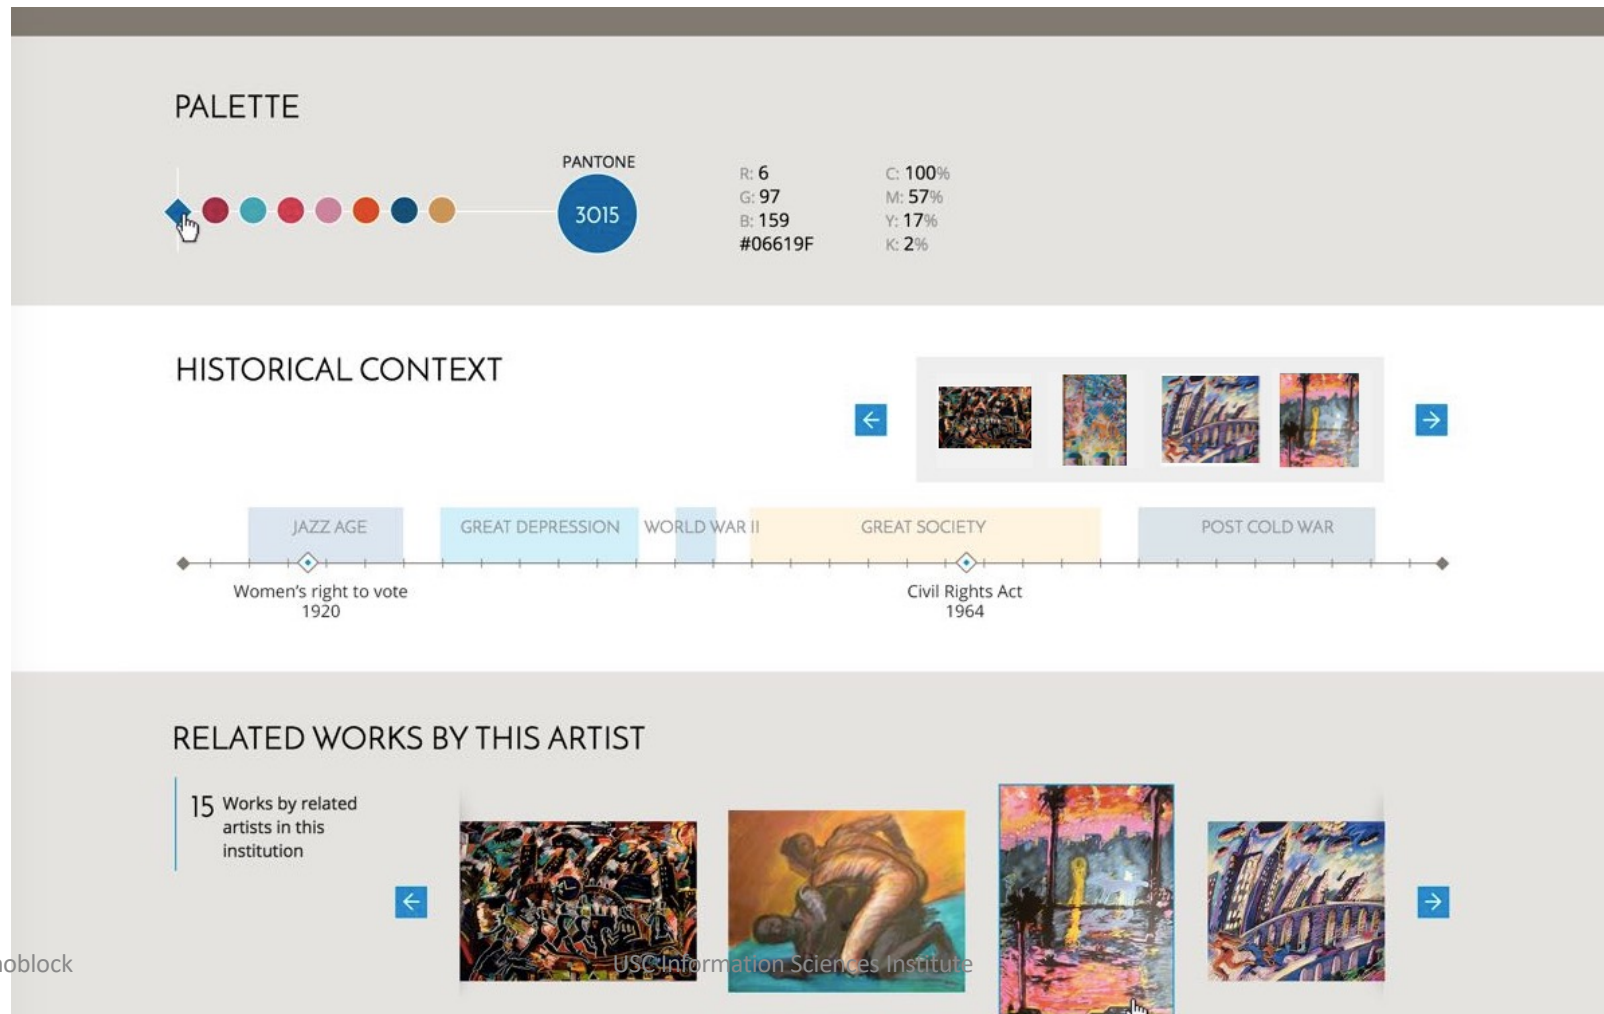 PALETTE
PANTONE
3015
R: 6
G: 97
B: 159
#06619F
C: 100%
M: 57%
Y: 17%
K: 2%
HISTORICAL CONTEXT
JAZZ AGE
GREAT DEPRESSION
WORLD WAR II
GREAT SOCIETY
POST COLD WAR
Women's right to vote
1920
Civil Rights Act
1964
RELATED WORKS BY THIS ARTIST
15 Works by related
artists in this
institution
noblock
USC Information Sciences Institute